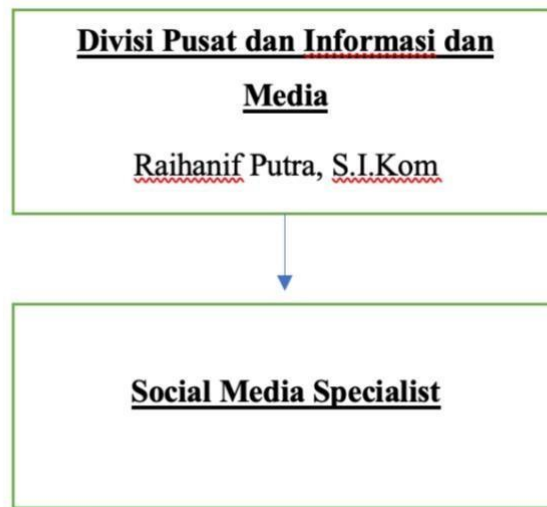 Divisi Pusat dan Informasi dan
Media
Raihanif Putra, S.I.Kom
Social Media Specialist